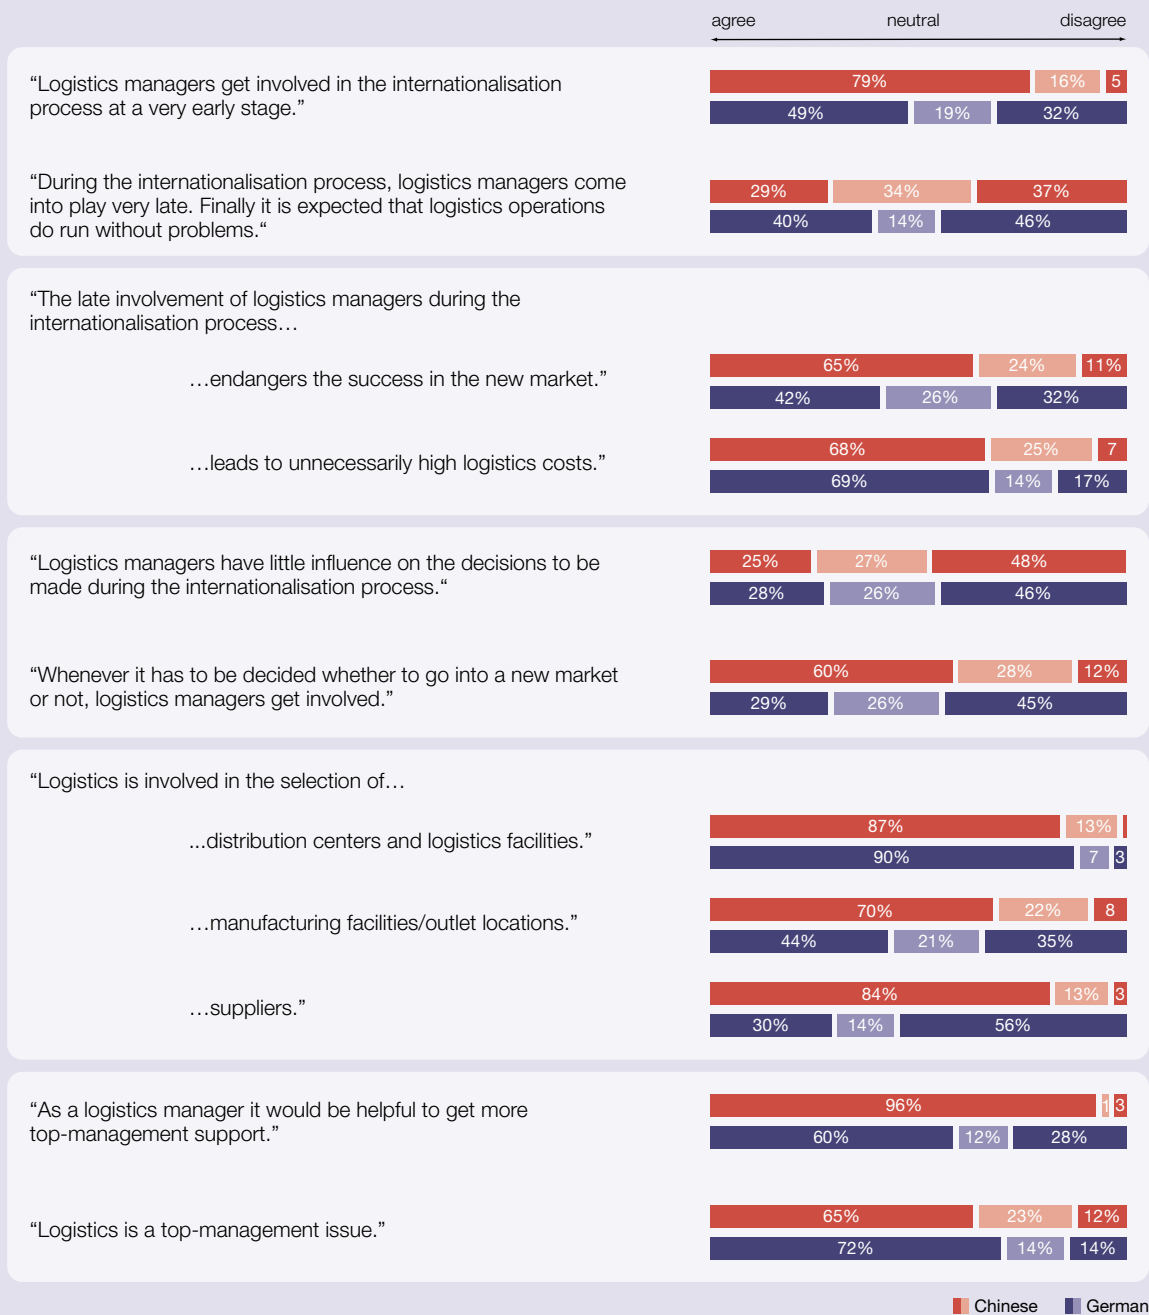 agree neutral disagree
“Logistics managers get involved in the internationalisation
process at a very early stage.”
79% 16% 5
49% 19% 32%
“During the internationalisation process, logistics managers come
into play very late. Finally it is expected that logistics operations
do run without problems.“
29% 34% 37%
40% 14% 46%
“The late involvement of logistics managers during the
internationalisation process…
…endangers the success in the new market.”
65% 24% 11%
42% 26% 32%
…leads to unnecessarily high logistics costs.”
68% 25% 7
69% 14% 17%
“Logistics managers have little influence on the decisions to be
made during the internationalisation process.“
25% 27% 48%
28% 26% 46%
“Whenever it has to be decided whether to go into a new market
or not, logistics managers get involved.”
60% 28% 12%
29% 26% 45%
“Logistics is involved in the selection of…
...distribution centers and logistics facilities.”
87% 13%
90% 7 3
…manufacturing facilities/outlet locations.”
70% 22% 8
44% 21% 35%
…suppliers.”
84% 13% 3
30% 14% 56%
“As a logistics manager it would be helpful to get more
top-management support.”
96% 1 3
60% 12% 28%
“Logistics is a top-management issue.”
65% 23% 12%
72% 14% 14%
Chinese German